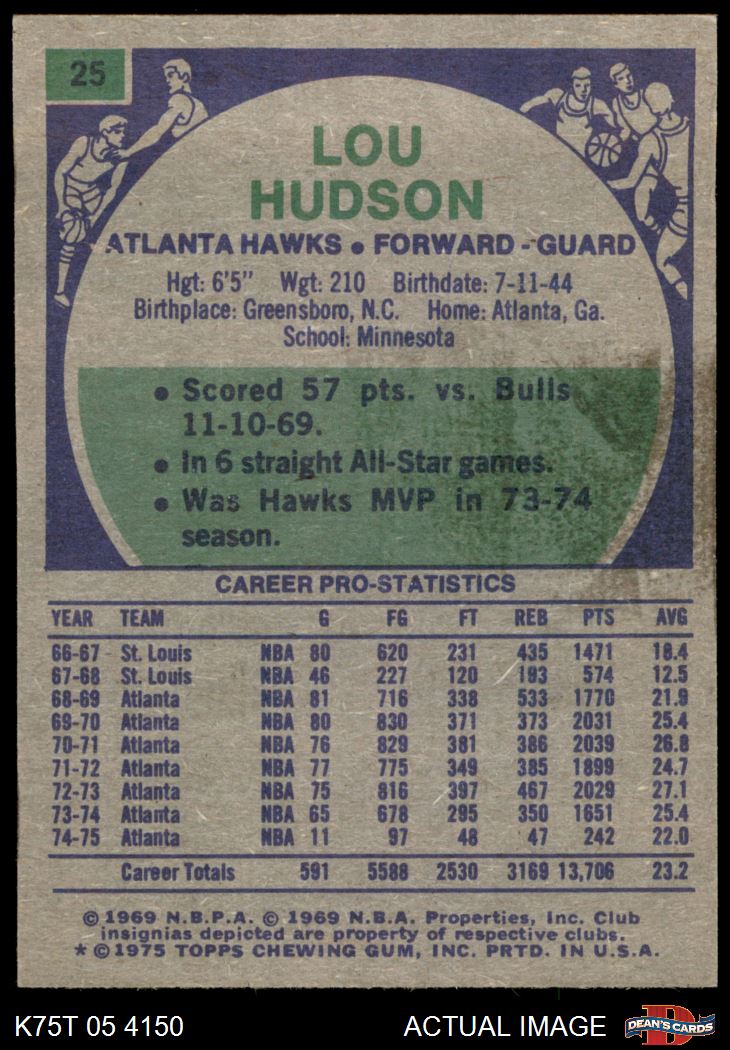 25
LOU
HUDSON
ATLANTA HAWKS • FORWARD - GUARD
Hgt: 6'5" Wgt: 210 Birthdate: 7-11-44
Birthplace: Greensboro, N.C. Home: Atlanta, Ga.
School: Minnesota
• Scored 57 pts. vs. Bulls
11-10-69.
• In 6 straight All-Star games.
• Was Hawks MVP in 73-74
season.
CAREER PRO-STATISTICS
YEAR TEAM G FG FT REB PTS AVG
66-67 St. Louis NBA 80 620 231 435 1471 18.4
67-68 St. Louis NBA 46 227 120 193 574 12.5
68-69 Atlanta NBA 81 716 338 533 1770 21.9
69-70 Atlanta NBA 80 830 371 373 2031 25.4
70-71 Atlanta NBA 76 829 381 386 2039 26.8
71-72 Atlanta NBA 77 775 349 385 1899 24.7
72-73 Atlanta NBA 75 816 397 467 2029 27.1
73-74 Atlanta NBA 65 678 295 350 1651 25.4
74-75 Atlanta NBA 11 97 48 47 242 22.0
Career Totals 591 5588 2530 3169 13,706 23.2
© 1969 N.B.P.A. © 1969 N.B.A. Properties, Inc. Club
insignias depicted are property of respective clubs.
* © 1975 TOPPS CHEWING GUM, INC. PRTD. IN U.S.A.
K75T 05 4150 ACTUAL IMAGE
D
DEAN'S CARDS